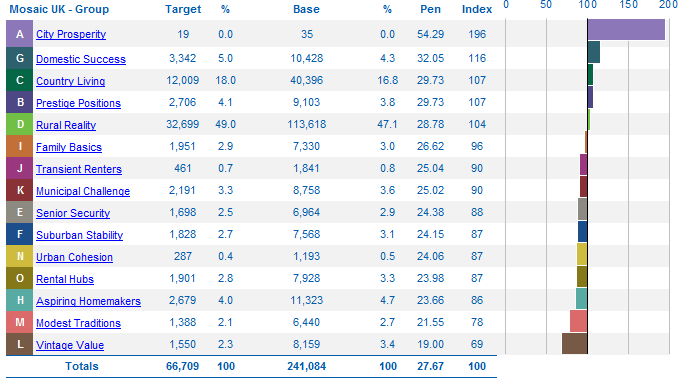 Mosaic UK - Group Target % Base % Pen Index 0 50 100 150 200
A City Prosperity 19 0.0 35 0.0 54.29 196
G Domestic Success 3,342 5.0 10,428 4.3 32.05 116
C Country Living 12,009 18.0 40,396 16.8 29.73 107
B Prestige Positions 2,706 4.1 9,103 3.8 29.73 107
D Rural Reality 32,699 49.0 113,618 47.1 28.78 104
I Family Basics 1,951 2.9 7,330 3.0 26.62 96
J Transient Renters 461 0.7 1,841 0.8 25.04 90
K Municipal Challenge 2,191 3.3 8,758 3.6 25.02 90
E Senior Security 1,698 2.5 6,964 2.9 24.38 88
F Suburban Stability 1,828 2.7 7,568 3.1 24.15 87
N Urban Cohesion 287 0.4 1,193 0.5 24.06 87
O Rental Hubs 1,901 2.8 7,928 3.3 23.98 87
H Aspiring Homemakers 2,679 4.0 11,323 4.7 23.66 86
M Modest Traditions 1,388 2.1 6,440 2.7 21.55 78
L Vintage Value 1,550 2.3 8,159 3.4 19.00 69
Totals 66,709 100 241,084 100 27.67 100